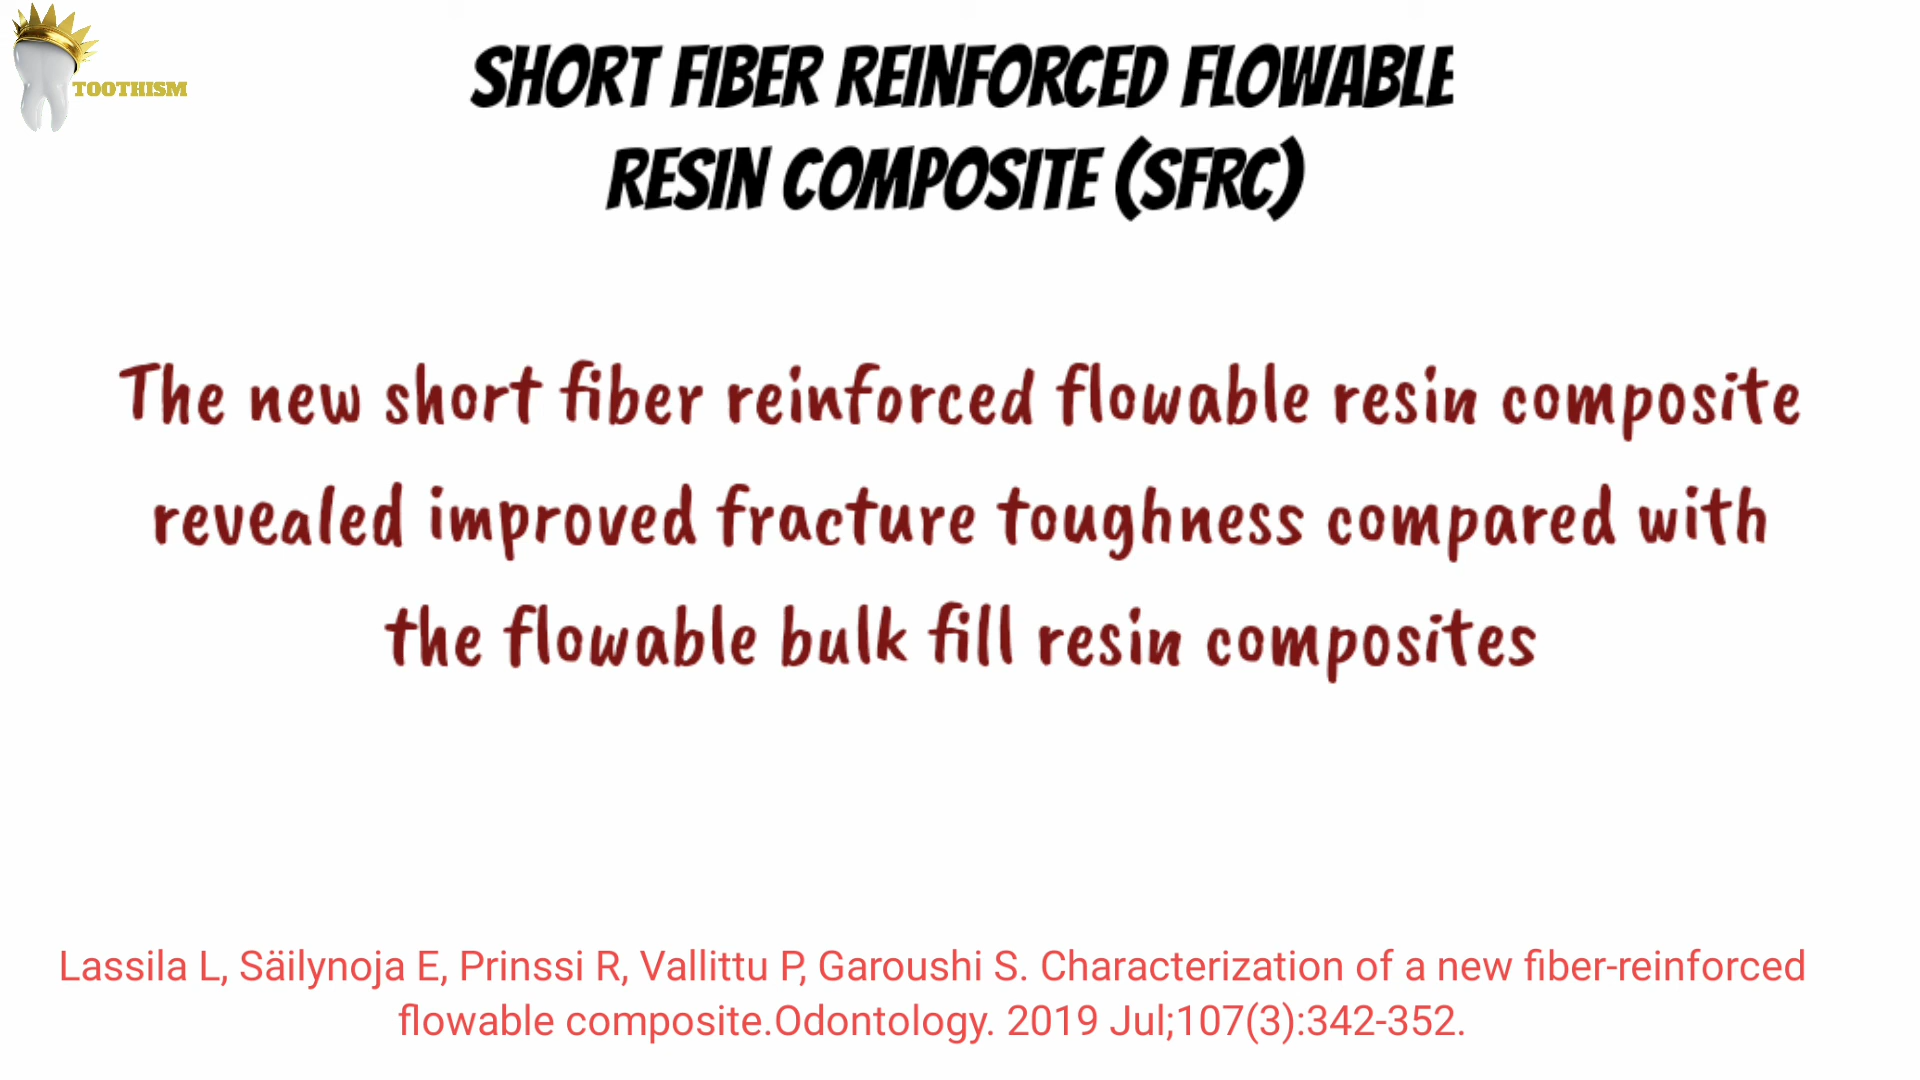 TOOTHISM
SHORT FIBER REINFORCED FLOWABLE
RESIN COMPOSITE (SFRC)
The new short fiber reinforced flowable resin composite
revealed improved fracture toughness compared with
the flowable bulk fill resin composites
Lassila L, Säilynoja E, Prinssi R, Vallittu P, Garoushi S. Characterization of a new fiber-reinforced
flowable composite.Odontology. 2019 Jul;107(3):342-352.